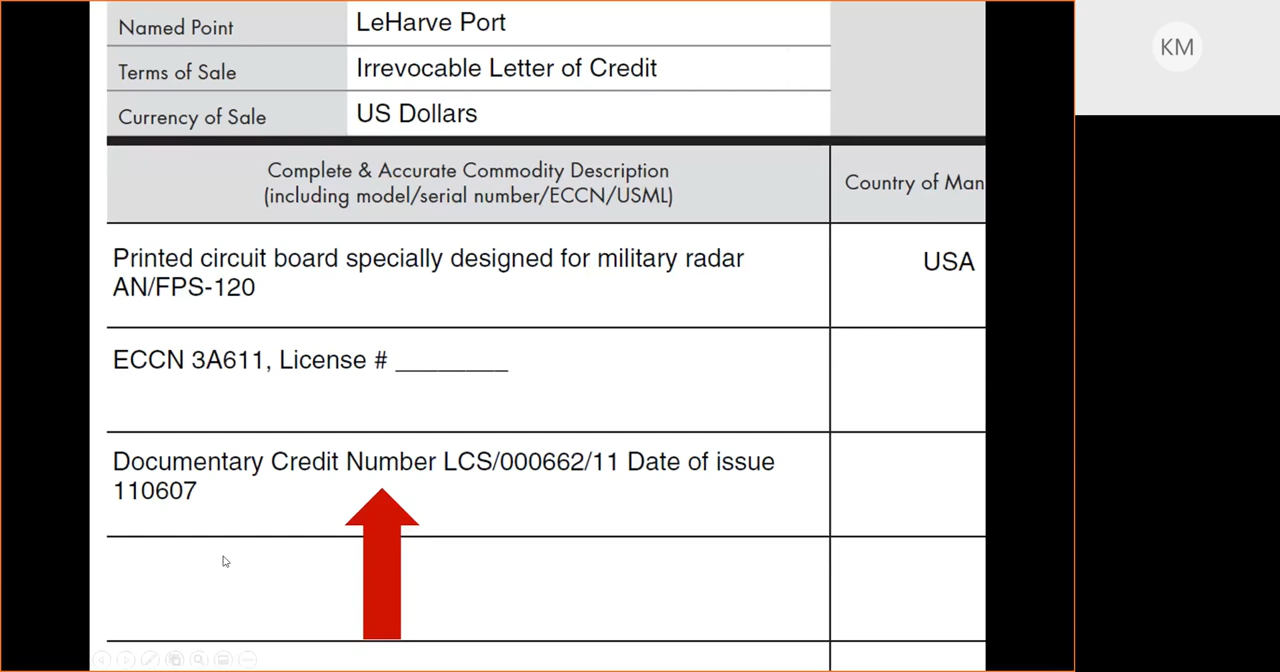 Named Point
LeHarve Port
Terms of Sale
Irrevocable Letter of Credit
Currency of Sale
US Dollars
Complete & Accurate Commodity Description
(including model/serial number/ECCN/USML)
Country of Man
Printed circuit board specially designed for military radar
AN/FPS-120
USA
ECCN 3A611, License # ________
Documentary Credit Number LCS/000662/11 Date of issue
110607
KM